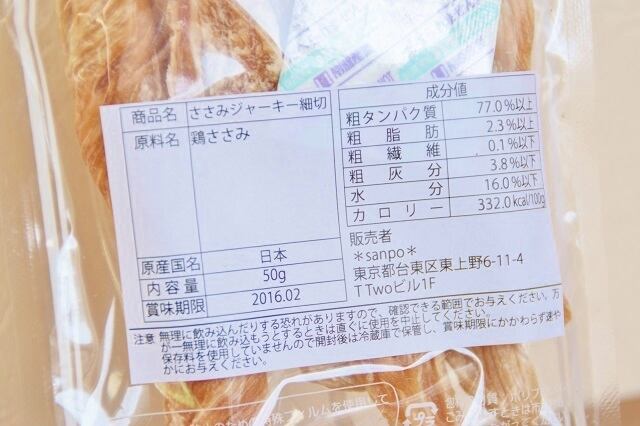 商品名 ささみジャーキー細切
原料名 鶏ささみ
原産国名 日本
内容量 50g
賞味期限 2016.02
成分値
粗タンパク質 77.0%以上
粗脂肪 2.3%以上
粗繊維 0.1%以下
粗灰分 3.8%以下
水分 16.0%以下
カロリー 332.0kcal/100g
販売者
*sanpo*
東京都台東区東上野6-11-4
TTwoビル1F
注意 無理に飲み込んだりする恐れがありますので、確認できる範囲でお与えください。万
が一無理に飲み込もうとするときは直ぐに使用を中止してください。
保存料を使用していませんので開封後は冷蔵庫で保管し、賞味期限にかかわらず速や
かにお与えください。